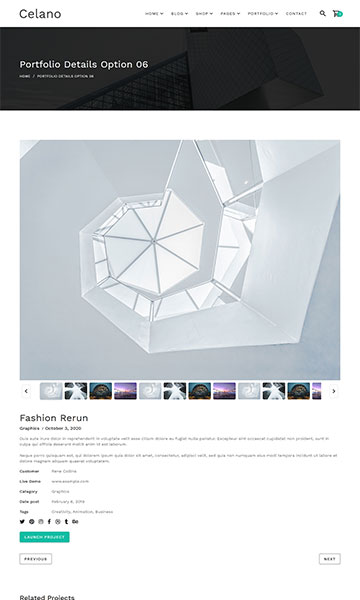 Celano
HOME BLOG SHOP PAGES PORTFOLIO CONTACT
Portfolio Details Option 06
HOME / PORTFOLIO DETAILS OPTION 06
Fashion Rerun
Graphics / October 3, 2020
Duis aute irure dolor in reprehenderit in voluptate velit esse cillum dolore eu fugiat nulla pariatur. Excepteur sint occaecat cupidatat non proident, sunt in
culpa qui officia deserunt mollit anim id est laborum.
Neque porro quisquam est, qui dolorem ipsum quia dolor sit amet, consectetur, adipisci velit, sed quia non numquam eius modi tempora incidunt ut labore et
dolore magnam aliquam quaerat voluptatem.
Customer Rene Collins
Live Demo www.example.com
Category Graphics
Date post February 8, 2019
Tags Creativity, Animation, Business
LAUNCH PROJECT
PREVIOUS NEXT
Related Projects